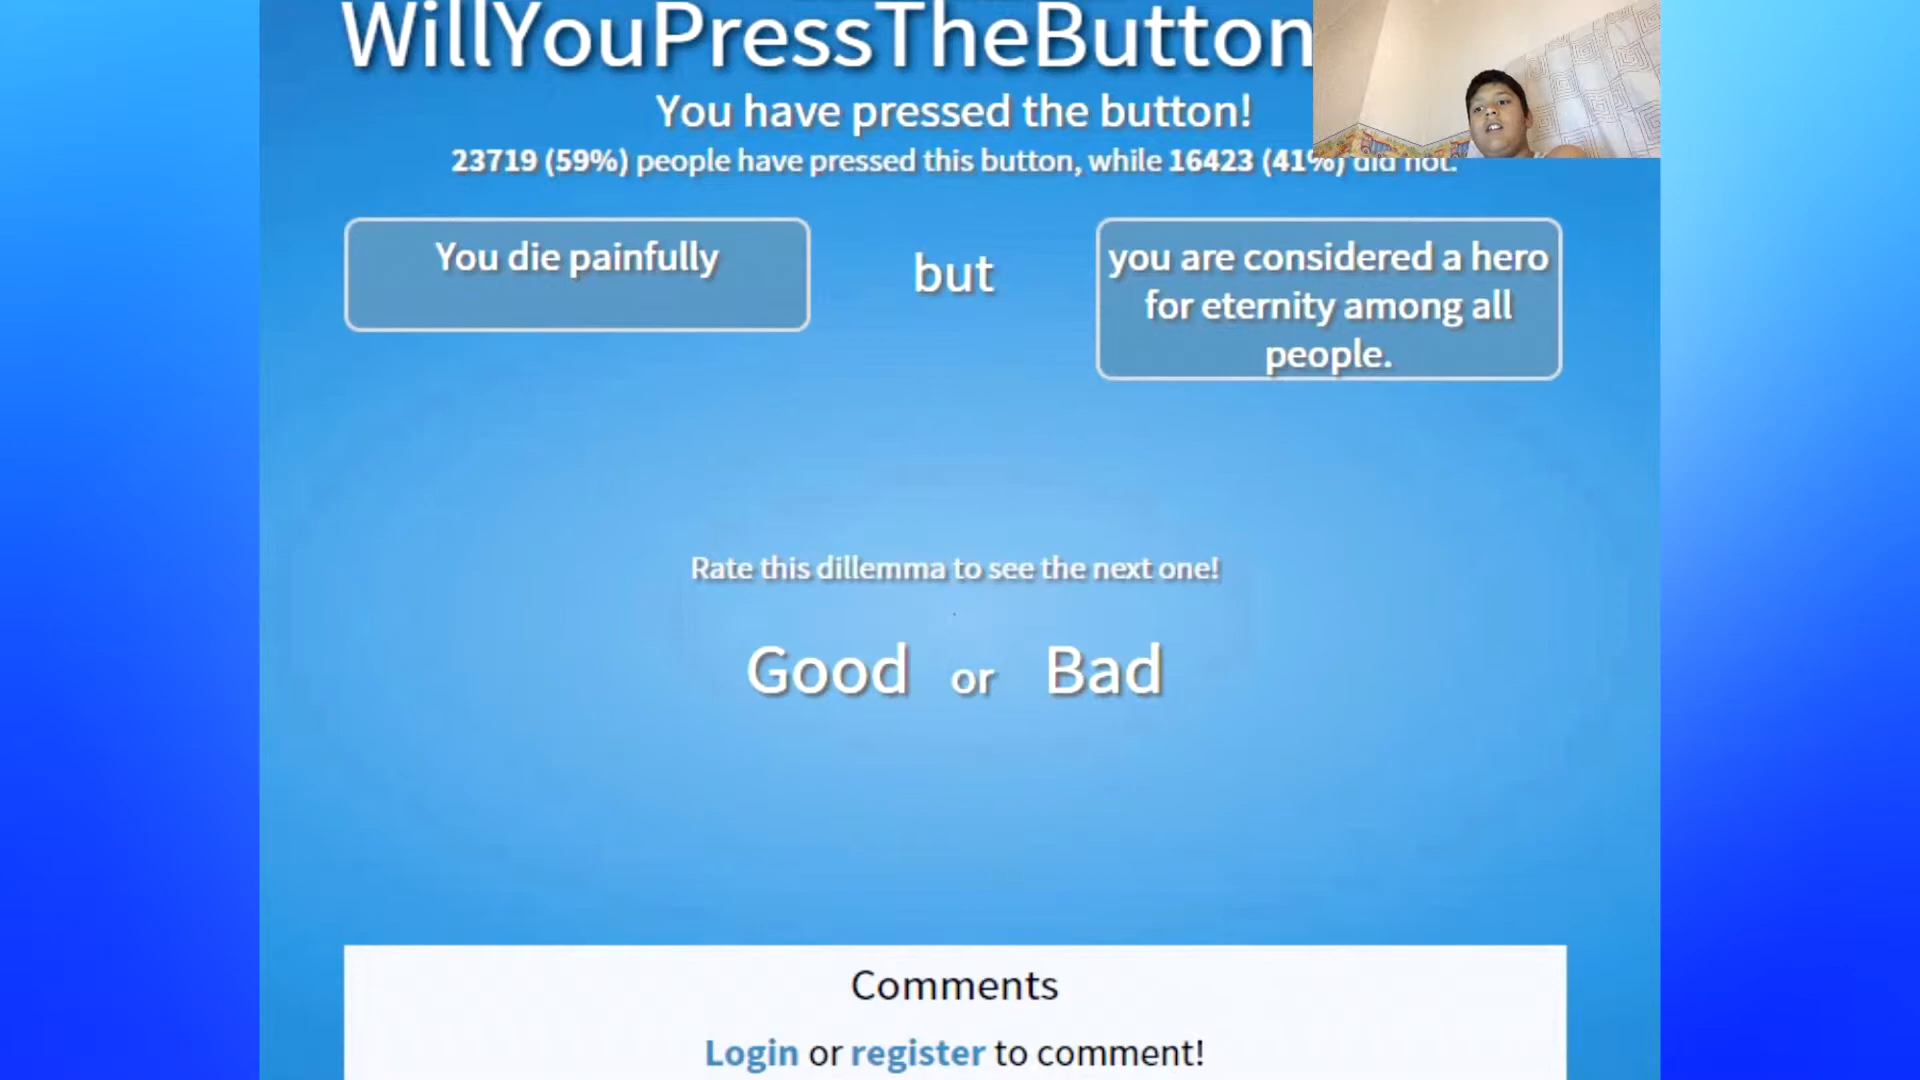 WillYouPressTheButton
You have pressed the button!
23719 (59%) people have pressed this button, while 16423 (41%) did not.
You die painfully
but
you are considered a hero
for eternity among all
people.
Rate this dillemma to see the next one!
Good or Bad
Comments
Login or register to comment!